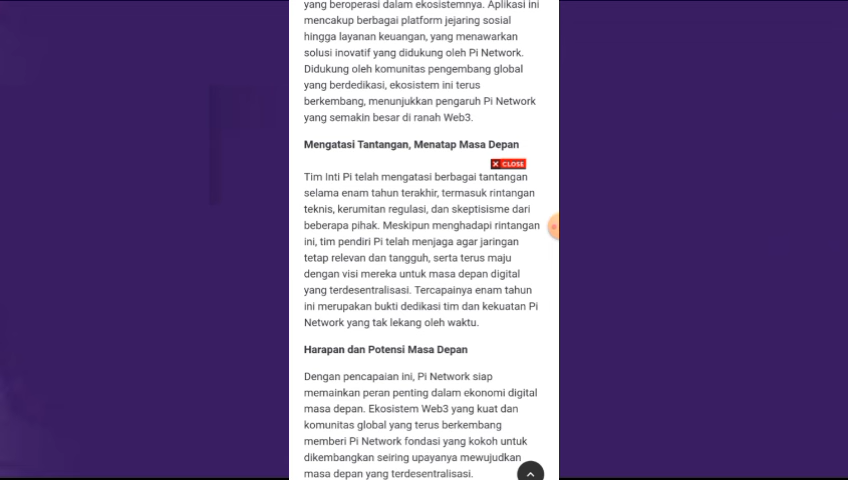 yang beroperasi dalam ekosistemnya. Aplikasi ini
mencakup berbagai platform jejaring sosial
hingga layanan keuangan, yang menawarkan
solusi inovatif yang didukung oleh Pi Network.
Didukung oleh komunitas pengembang global
yang berdedikasi, ekosistem ini terus
berkembang, menunjukkan pengaruh Pi Network
yang semakin besar di ranah Web3.
Mengatasi Tantangan, Menatap Masa Depan
X CLOSE
Tim Inti Pi telah mengatasi berbagai tantangan
selama enam tahun terakhir, termasuk rintangan
teknis, kerumitan regulasi, dan skeptisisme dari
beberapa pihak. Meskipun menghadapi rintangan
ini, tim pendiri Pi telah menjaga agar jaringan
tetap relevan dan tangguh, serta terus maju
dengan visi mereka untuk masa depan digital
yang terdesentralisasi. Tercapainya enam tahun
ini merupakan bukti dedikasi tim dan kekuatan Pi
Network yang tak lekang oleh waktu.
Harapan dan Potensi Masa Depan
Dengan pencapaian ini, Pi Network siap
memainkan peran penting dalam ekonomi digital
masa depan. Ekosistem Web3 yang kuat dan
komunitas global yang terus berkembang
memberi Pi Network fondasi yang kokoh untuk
dikembangkan seiring upayanya mewujudkan
masa depan yang terdesentralisasi.